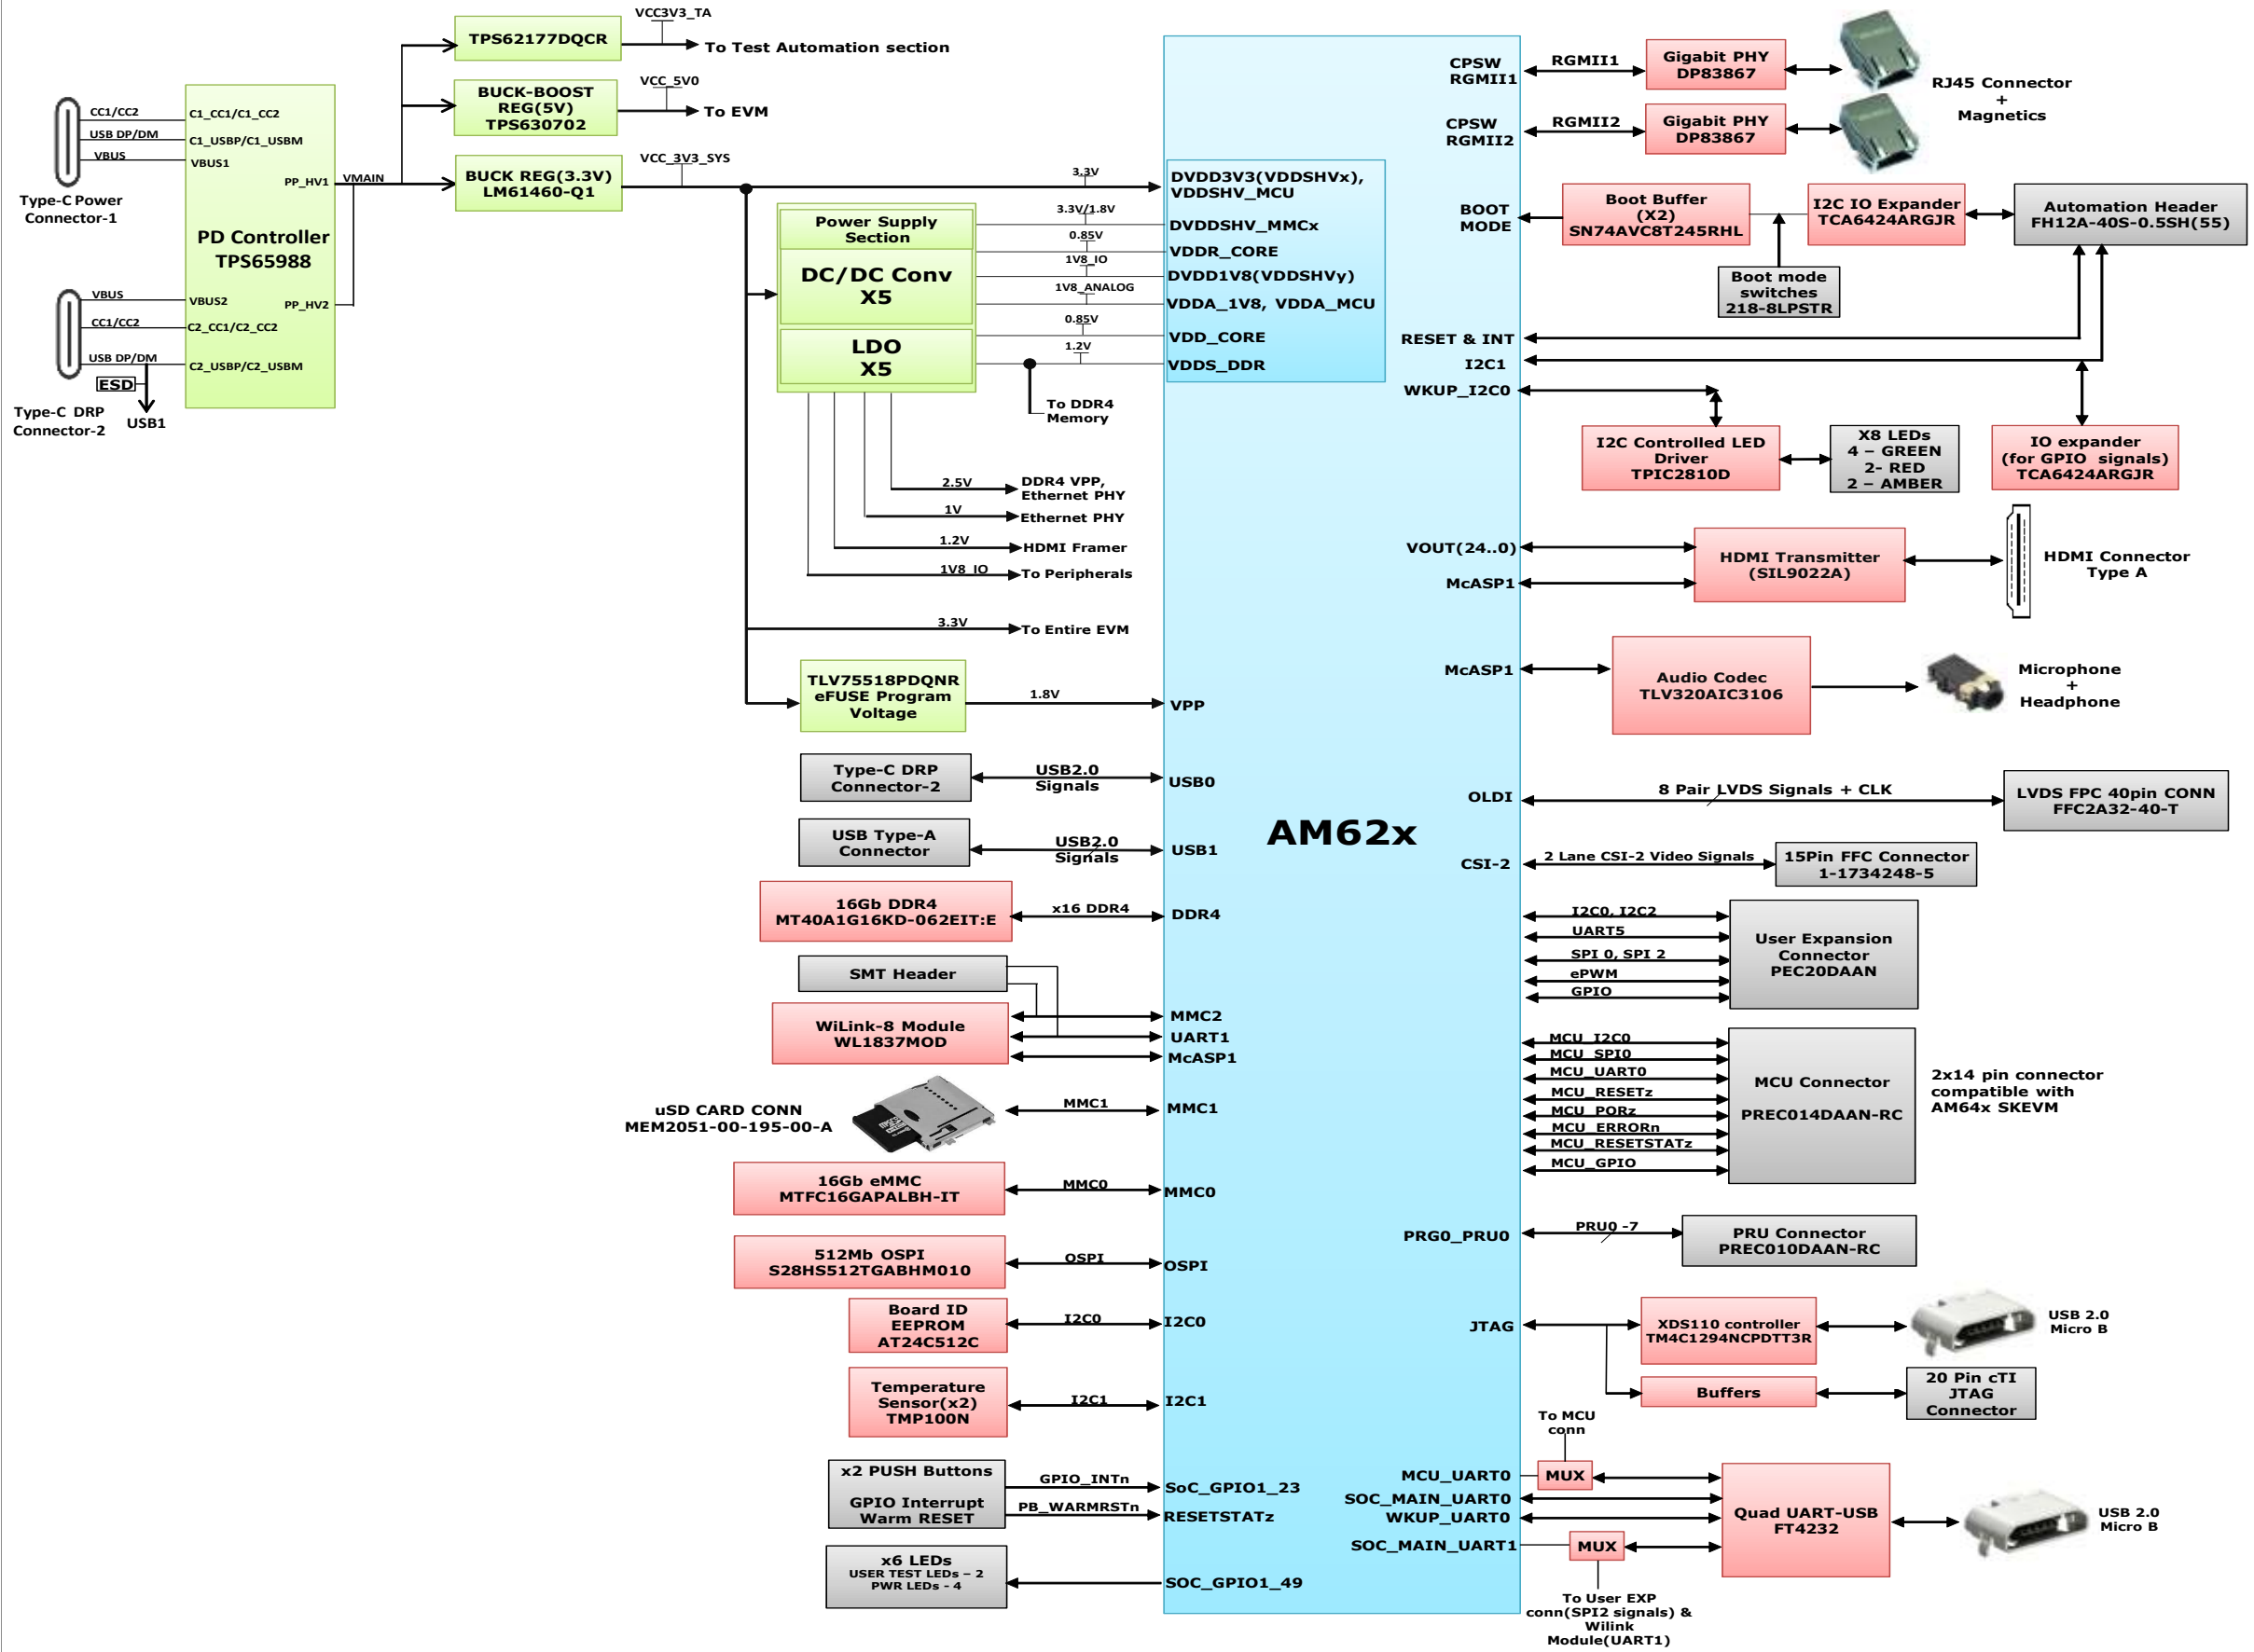 VCC3V3_TA
TPS62177DQCR
To Test Automation section
VCC_5V0
BUCK-BOOST
REG(5V)
TPS630702
To EVM
VCC_3V3_SYS
BUCK REG(3.3V)
LM61460-Q1
CC1/CC2
USB DP/DM
VBUS
Type-C Power
Connector-1
C1_CC1/C1_CC2
C1_USBP/C1_USBM
VBUS1
PP_HV1
VMAIN
PD Controller
TPS65988
PP_HV2
VBUS2
C2_CC1/C2_CC2
C2_USBP/C2_USBM
VBUS
CC1/CC2
USB DP/DM
ESD
USB1
Type-C DRP
Connector-2
Power Supply
Section
DC/DC Conv
X5
LDO
X5
3.3V
3.3V/1.8V
0.85V
1V8_IO
1V8_ANALOG
0.85V
1.2V
DVDD3V3(VDDSHVx),
VDDSHV_MCU
DVDDSHV_MMCx
VDDR_CORE
DVDD1V8(VDDSHVy)
VDDA_1V8, VDDA_MCU
VDD_CORE
VDDS_DDR
To DDR4
Memory
2.5V
DDR4 VPP,
Ethernet PHY
1V
Ethernet PHY
1.2V
HDMI Framer
1V8_IO
To Peripherals
3.3V
To Entire EVM
TLV75518PDQNR
eFUSE Program
Voltage
1.8V
VPP
Type-C DRP
Connector-2
USB2.0
Signals
USB0
USB Type-A
Connector
USB2.0
Signals
USB1
16Gb DDR4
MT40A1G16KD-062EIT:E
x16 DDR4
DDR4
SMT Header
WiLink-8 Module
WL1837MOD
MMC2
UART1
McASP1
uSD CARD CONN
MEM2051-00-195-00-A
MMC1
MMC1
16Gb eMMC
MTFC16GAPALBH-IT
MMC0
MMC0
512Mb OSPI
S28HS512TGABHM010
OSPI
OSPI
Board ID
EEPROM
AT24C512C
I2C0
I2C0
Temperature
Sensor(x2)
TMP100N
I2C1
I2C1
x2 PUSH Buttons
GPIO Interrupt
Warm RESET
GPIO_INTn
PB_WARMRSTn
SoC_GPIO1_23
RESETSTATz
x6 LEDs
USER TEST LEDs – 2
PWR LEDs - 4
SOC_GPIO1_49
AM62x
CPSW
RGMII1
RGMII1
Gigabit PHY
DP83867
CPSW
RGMII2
RGMII2
Gigabit PHY
DP83867
RJ45 Connector
+
Magnetics
BOOT
MODE
Boot Buffer
(X2)
SN74AVC8T245RHL
I2C IO Expander
TCA6424ARGJR
Automation Header
FH12A-40S-0.5SH(55)
Boot mode
switches
218-8LPSTR
RESET & INT
I2C1
WKUP_I2C0
I2C Controlled LED
Driver
TPIC2810D
X8 LEDs
4 – GREEN
2- RED
2 – AMBER
IO expander
(for GPIO signals)
TCA6424ARGJR
VOUT(24..0)
McASP1
HDMI Transmitter
(SIL9022A)
HDMI Connector
Type A
McASP1
Audio Codec
TLV320AIC3106
Microphone
+
Headphone
OLDI
8 Pair LVDS Signals + CLK
LVDS FPC 40pin CONN
FFC2A32-40-T
CSI-2
2 Lane CSI-2 Video Signals
15Pin FFC Connector
1-1734248-5
I2C0, I2C2
UART5
SPI 0, SPI 2
ePWM
GPIO
User Expansion
Connector
PEC20DAAN
MCU_I2C0
MCU_SPI0
MCU_UART0
MCU_RESETz
MCU_PORz
MCU_ERRORn
MCU_RESETSTATz
MCU_GPIO
MCU Connector
PREC014DAAN-RC
2x14 pin connector
compatible with
AM64x SKEVM
PRG0_PRU0
PRU0 -7
PRU Connector
PREC010DAAN-RC
JTAG
XDS110 controller
TM4C1294NCPDTT3R
USB 2.0
Micro B
Buffers
20 Pin cTI
JTAG
Connector
To MCU
conn
MCU_UART0
MUX
SOC_MAIN_UART0
WKUP_UART0
SOC_MAIN_UART1
MUX
Quad UART-USB
FT4232
USB 2.0
Micro B
To User EXP
conn(SPI2 signals) &
Wilink
Module(UART1)